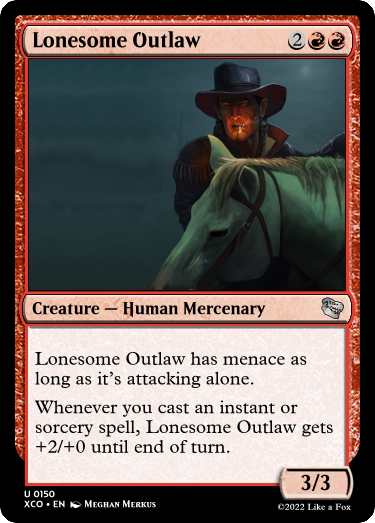 Lonesome Outlaw 2
Creature — Human Mercenary
Lonesome Outlaw has menace as
long as it's attacking alone.
Whenever you cast an instant or
sorcery spell, Lonesome Outlaw gets
+2/+0 until end of turn.
3/3
U 0150
XCO • EN Meghan Merkus
©2022 Like a Fox